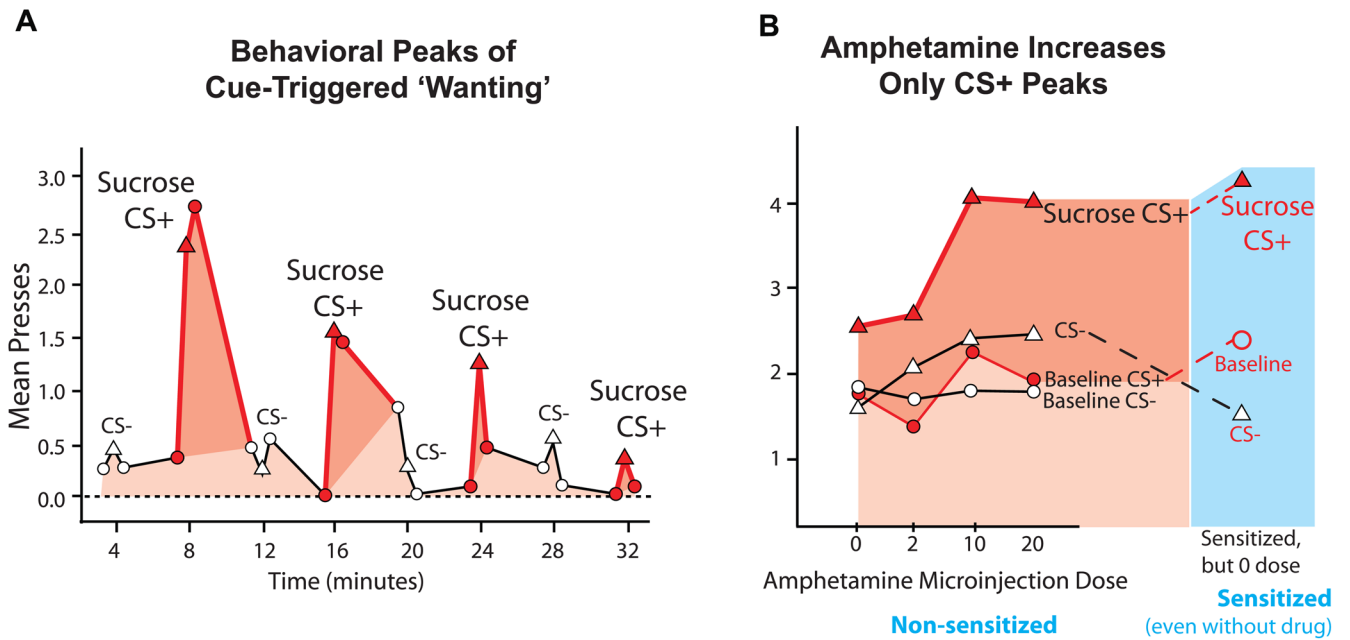 A
Behavioral Peaks of
Cue-Triggered ‘Wanting’
Mean Presses
3.0
2.5
2.0
1.5
1.0
0.5
0.0
Sucrose
CS+
Sucrose
CS+
Sucrose
CS+
Sucrose
CS+
CS-
CS-
CS-
CS-
4
8
12
16
20
24
28
32
Time (minutes)
B
Amphetamine Increases
Only CS+ Peaks
4
3
2
1
Sucrose CS+
Sucrose
CS+
CS-
Baseline CS+
Baseline CS-
Baseline
CS-
0
2
10
20
Amphetamine Microinjection Dose
Non-sensitized
Sensitized,
but 0 dose
Sensitized
(even without drug)